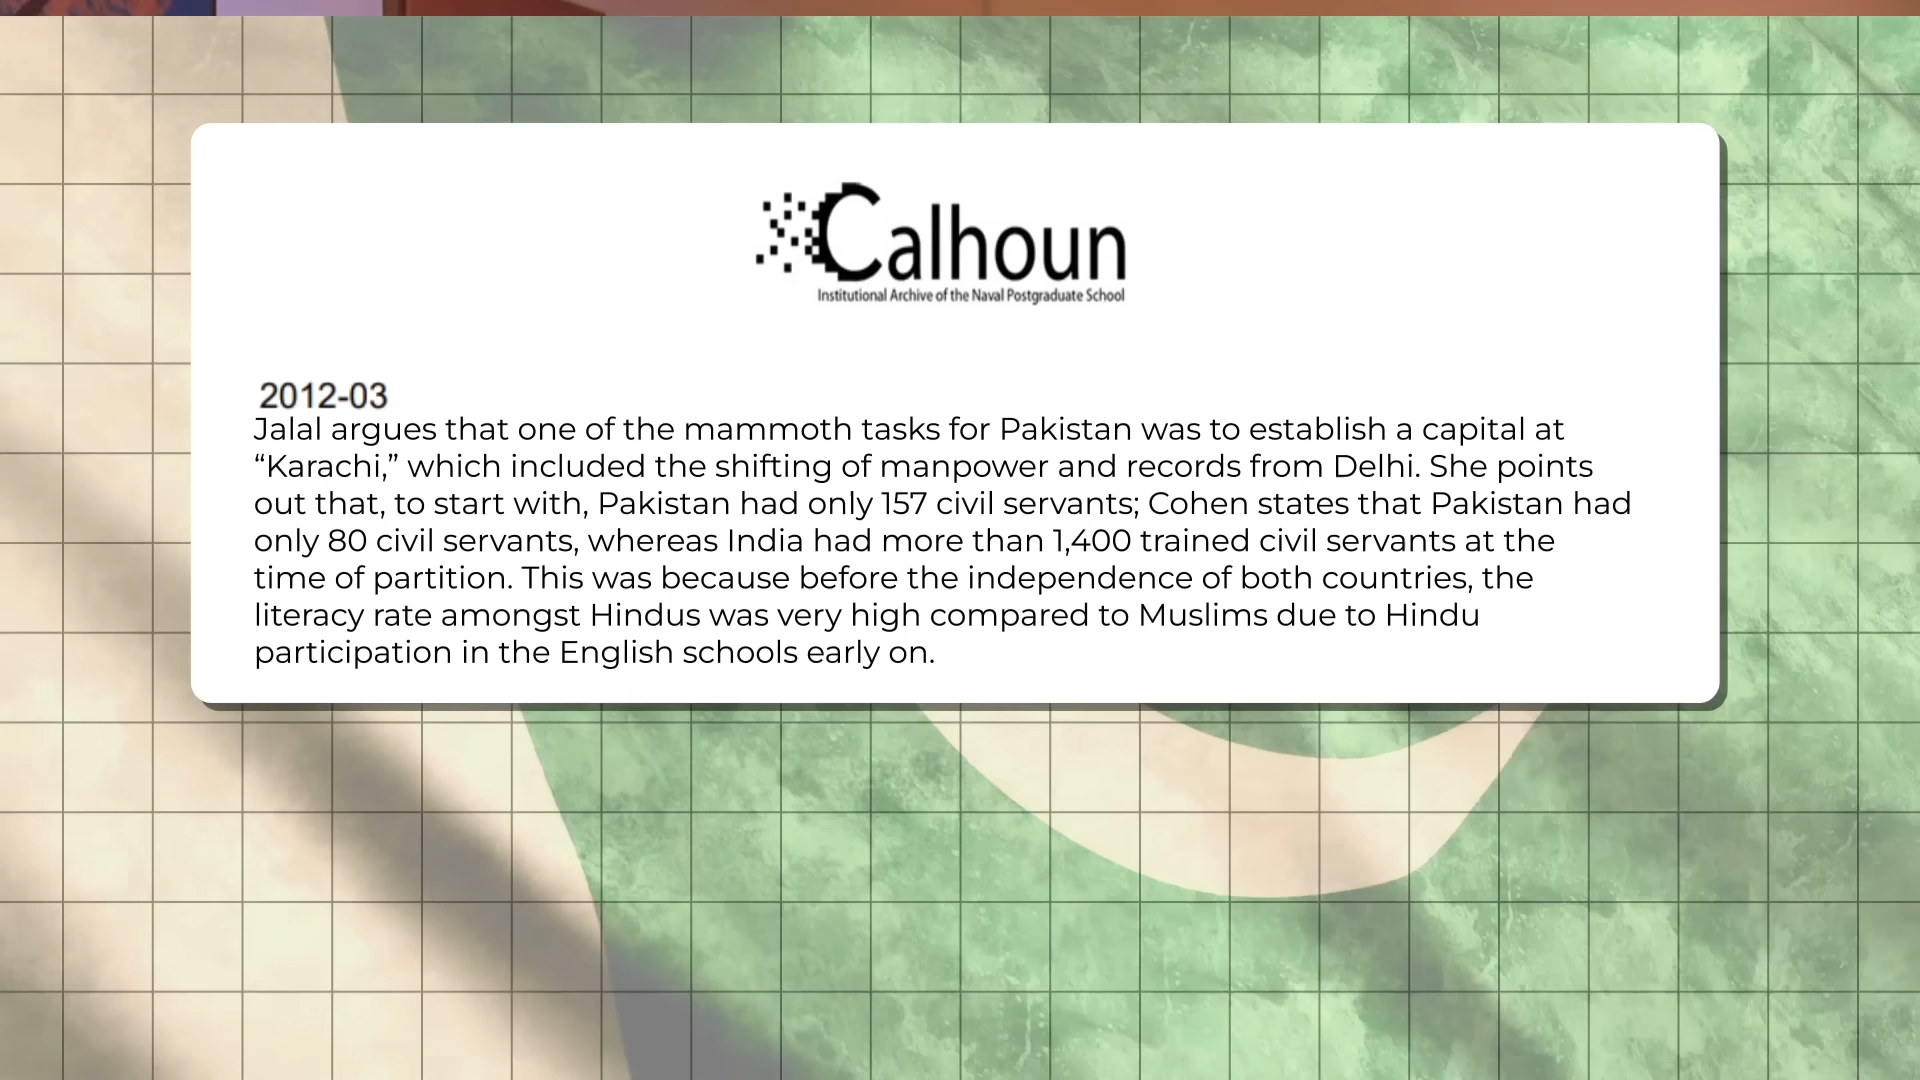 Calhoun
Institutional Archive of the Naval Postgraduate School
2012-03
Jalal argues that one of the mammoth tasks for Pakistan was to establish a capital at
“Karachi,” which included the shifting of manpower and records from Delhi. She points
out that, to start with, Pakistan had only 157 civil servants; Cohen states that Pakistan had
only 80 civil servants, whereas India had more than 1,400 trained civil servants at the
time of partition. This was because before the independence of both countries, the
literacy rate amongst Hindus was very high compared to Muslims due to Hindu
participation in the English schools early on.